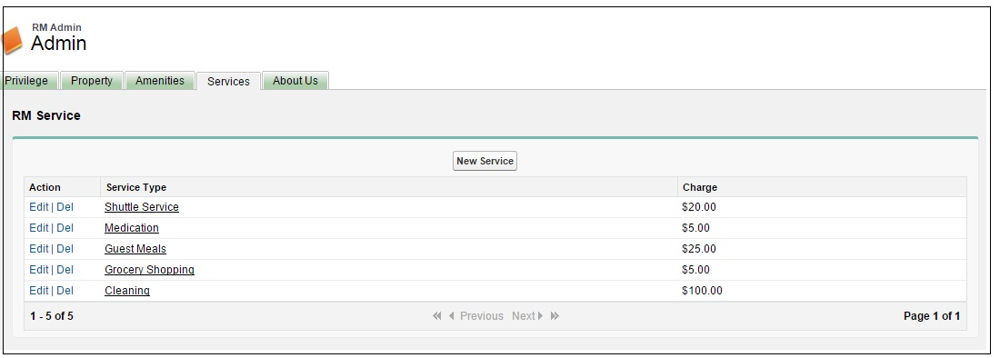 RM Admin
Admin
Privilege Property Amenities Services About Us
RM Service
New Service
Action Service Type Charge
Edit | Del Shuttle Service $20.00
Edit | Del Medication $5.00
Edit | Del Guest Meals $25.00
Edit | Del Grocery Shopping $5.00
Edit | Del Cleaning $100.00
1 - 5 of 5 Previous Next Page 1 of 1